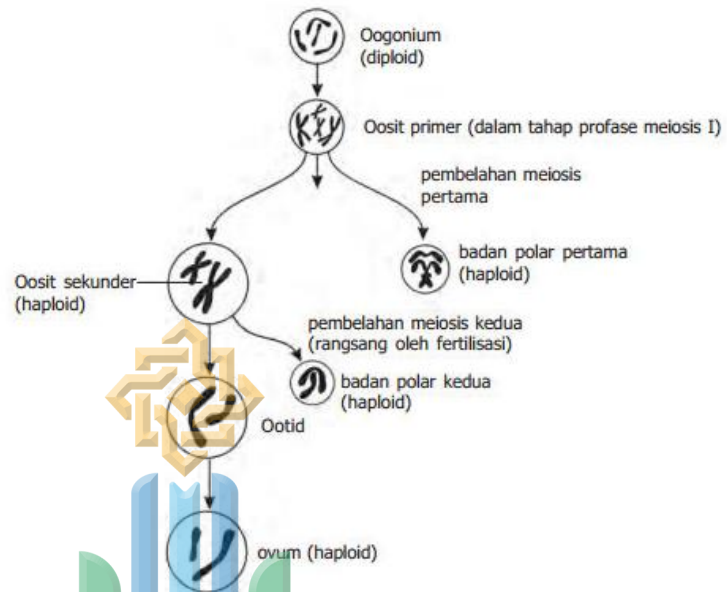 Oogonium
(diploid)
Oosit primer (dalam tahap profase meiosis I)
pembelahan meiosis
pertama
badan polar pertama
(haploid)
Oosit sekunder
(haploid)
pembelahan meiosis kedua
(rangsang oleh fertilisasi)
badan polar kedua
(haploid)
Ootid
ovum (haploid)